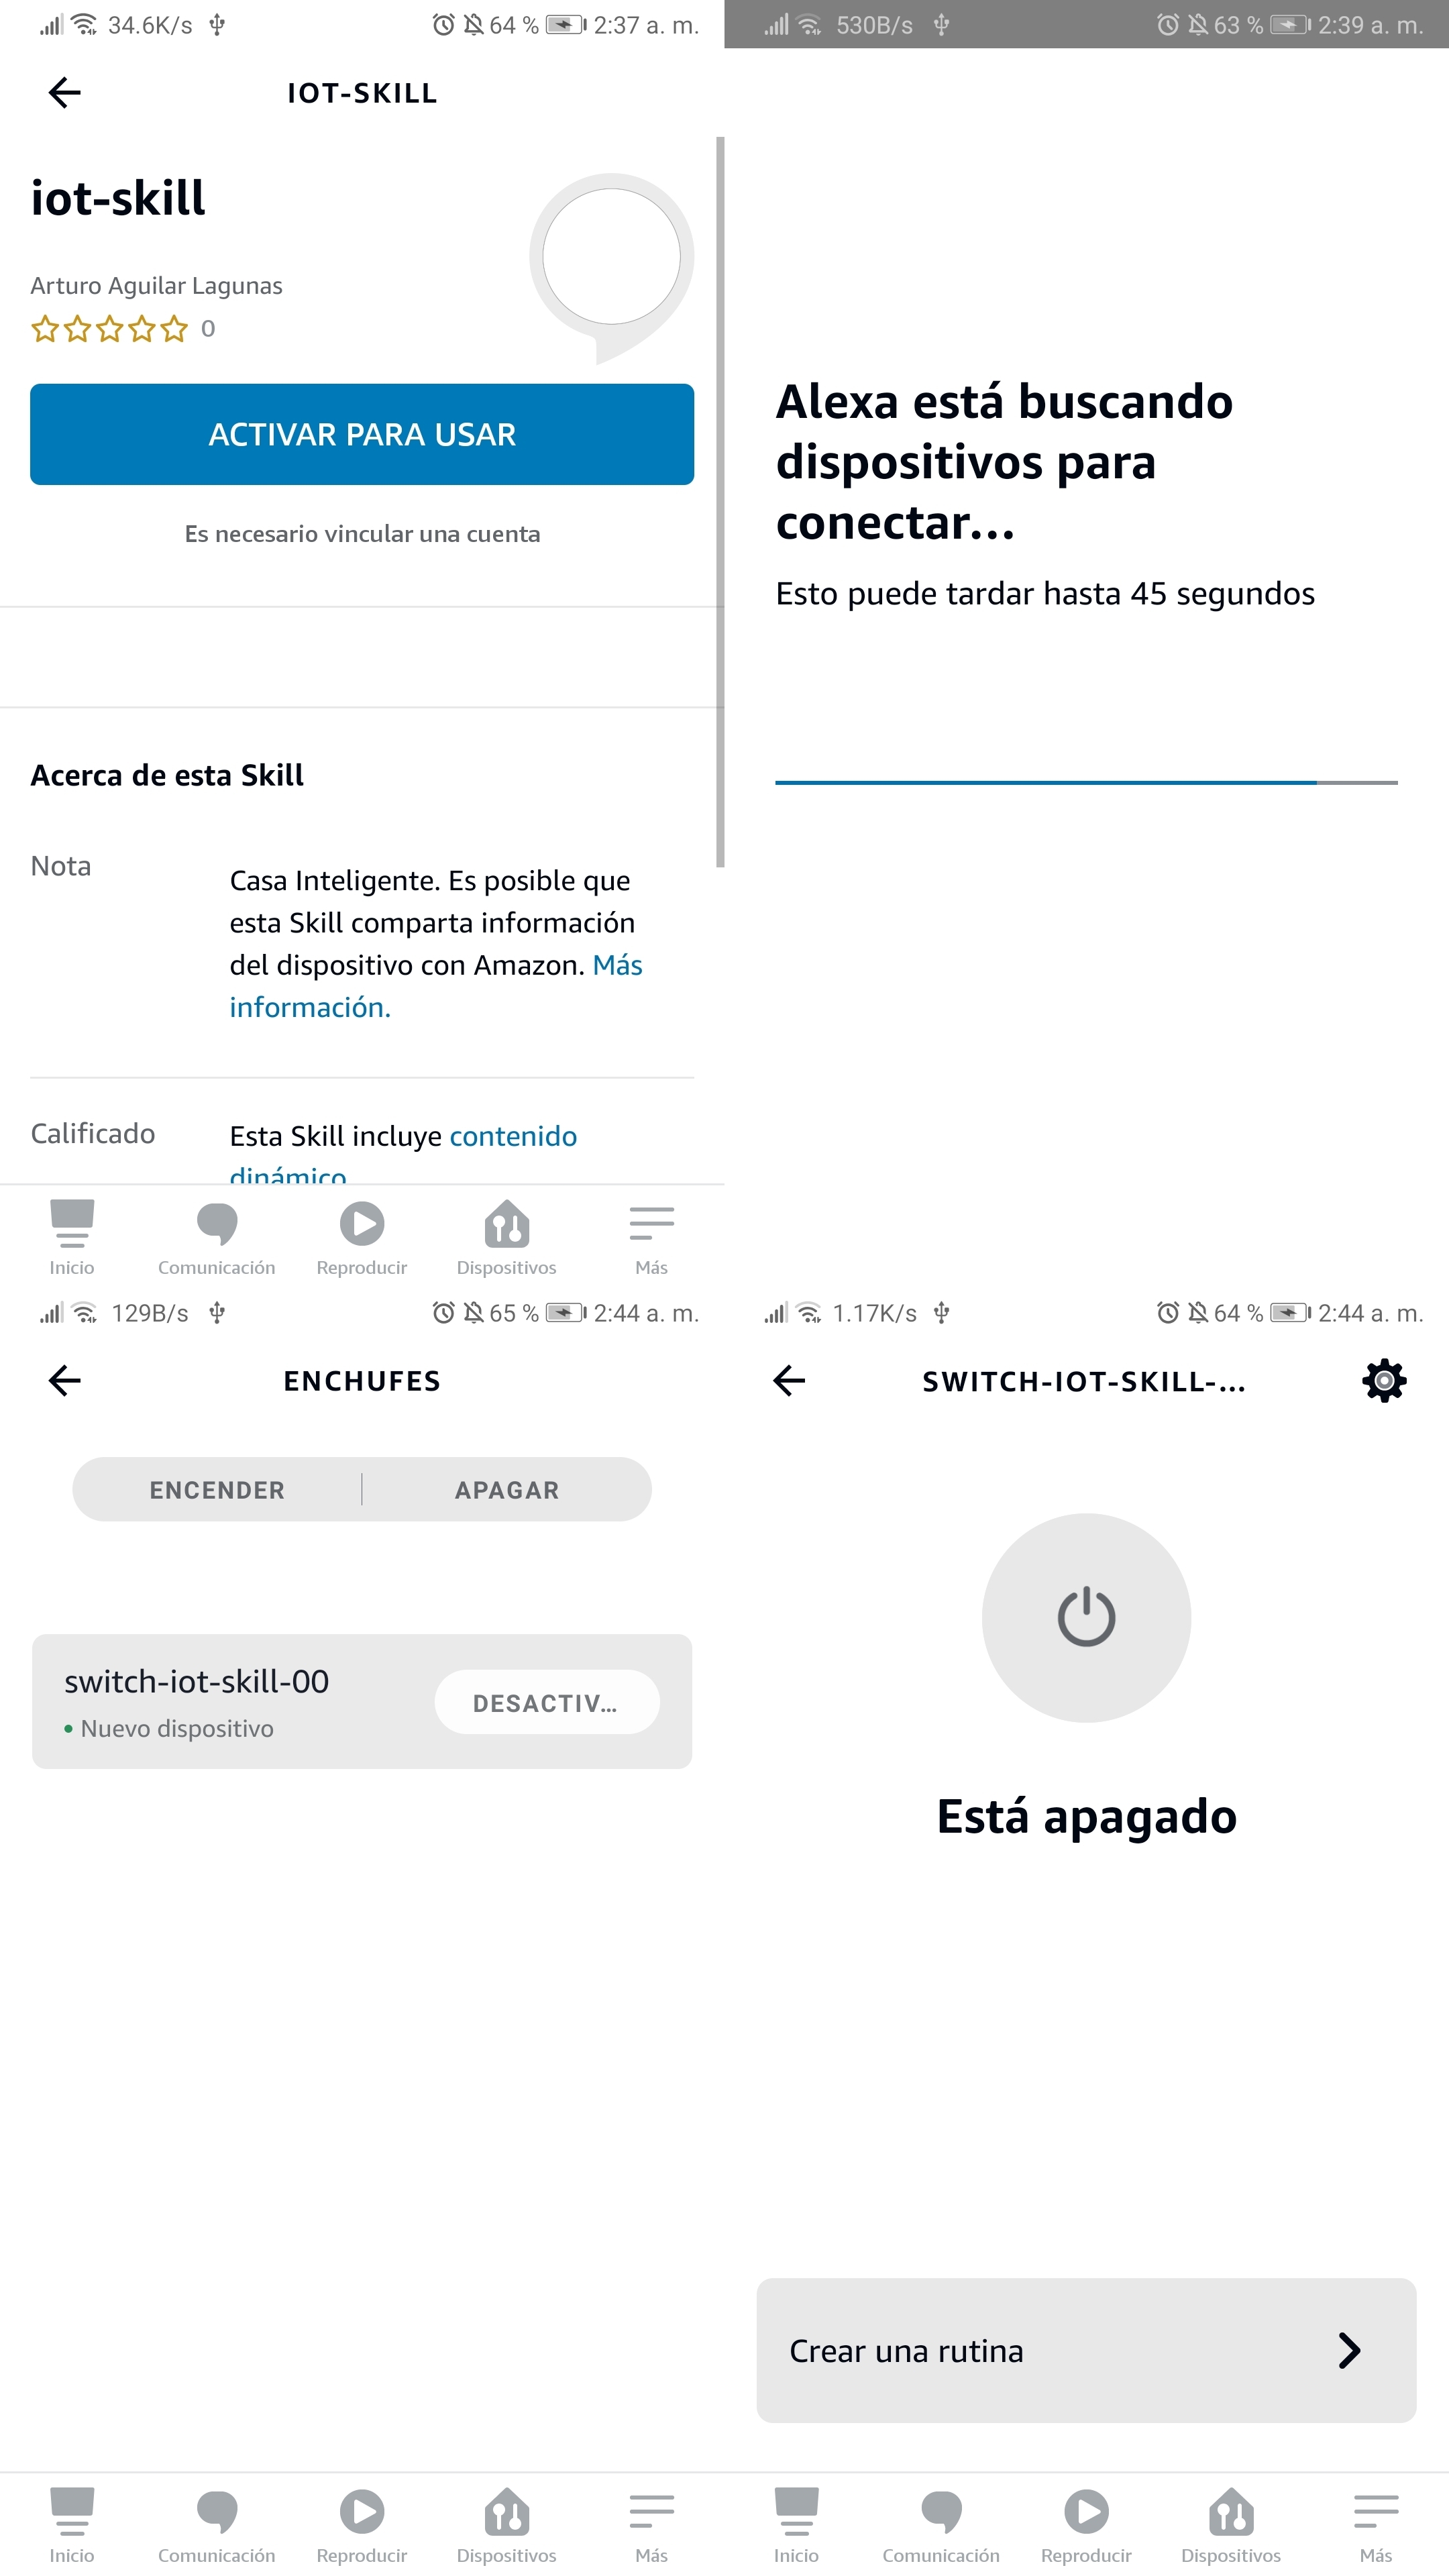 34.6K/s 64 % 2:37 a. m.
IOT-SKILL
iot-skill
Arturo Aguilar Lagunas
0
ACTIVAR PARA USAR
Es necesario vincular una cuenta
Acerca de esta Skill
Nota
Casa Inteligente. Es posible que
esta Skill comparta información
del dispositivo con Amazon. Más
información.
Calificado
Esta Skill incluye contenido
dinámico
Inicio Comunicación Reproducir Dispositivos Más
530B/s 63 % 2:39 a. m.
Alexa está buscando
dispositivos para
conectar...
Esto puede tardar hasta 45 segundos
129B/s 65 % 2:44 a. m.
ENCHUFES
ENCENDER APAGAR
switch-iot-skill-00
• Nuevo dispositivo
DESACTIV...
Inicio Comunicación Reproducir Dispositivos Más
1.17K/s 64 % 2:44 a. m.
SWITCH-IOT-SKILL-...
Está apagado
Crear una rutina
Inicio Comunicación Reproducir Dispositivos Más